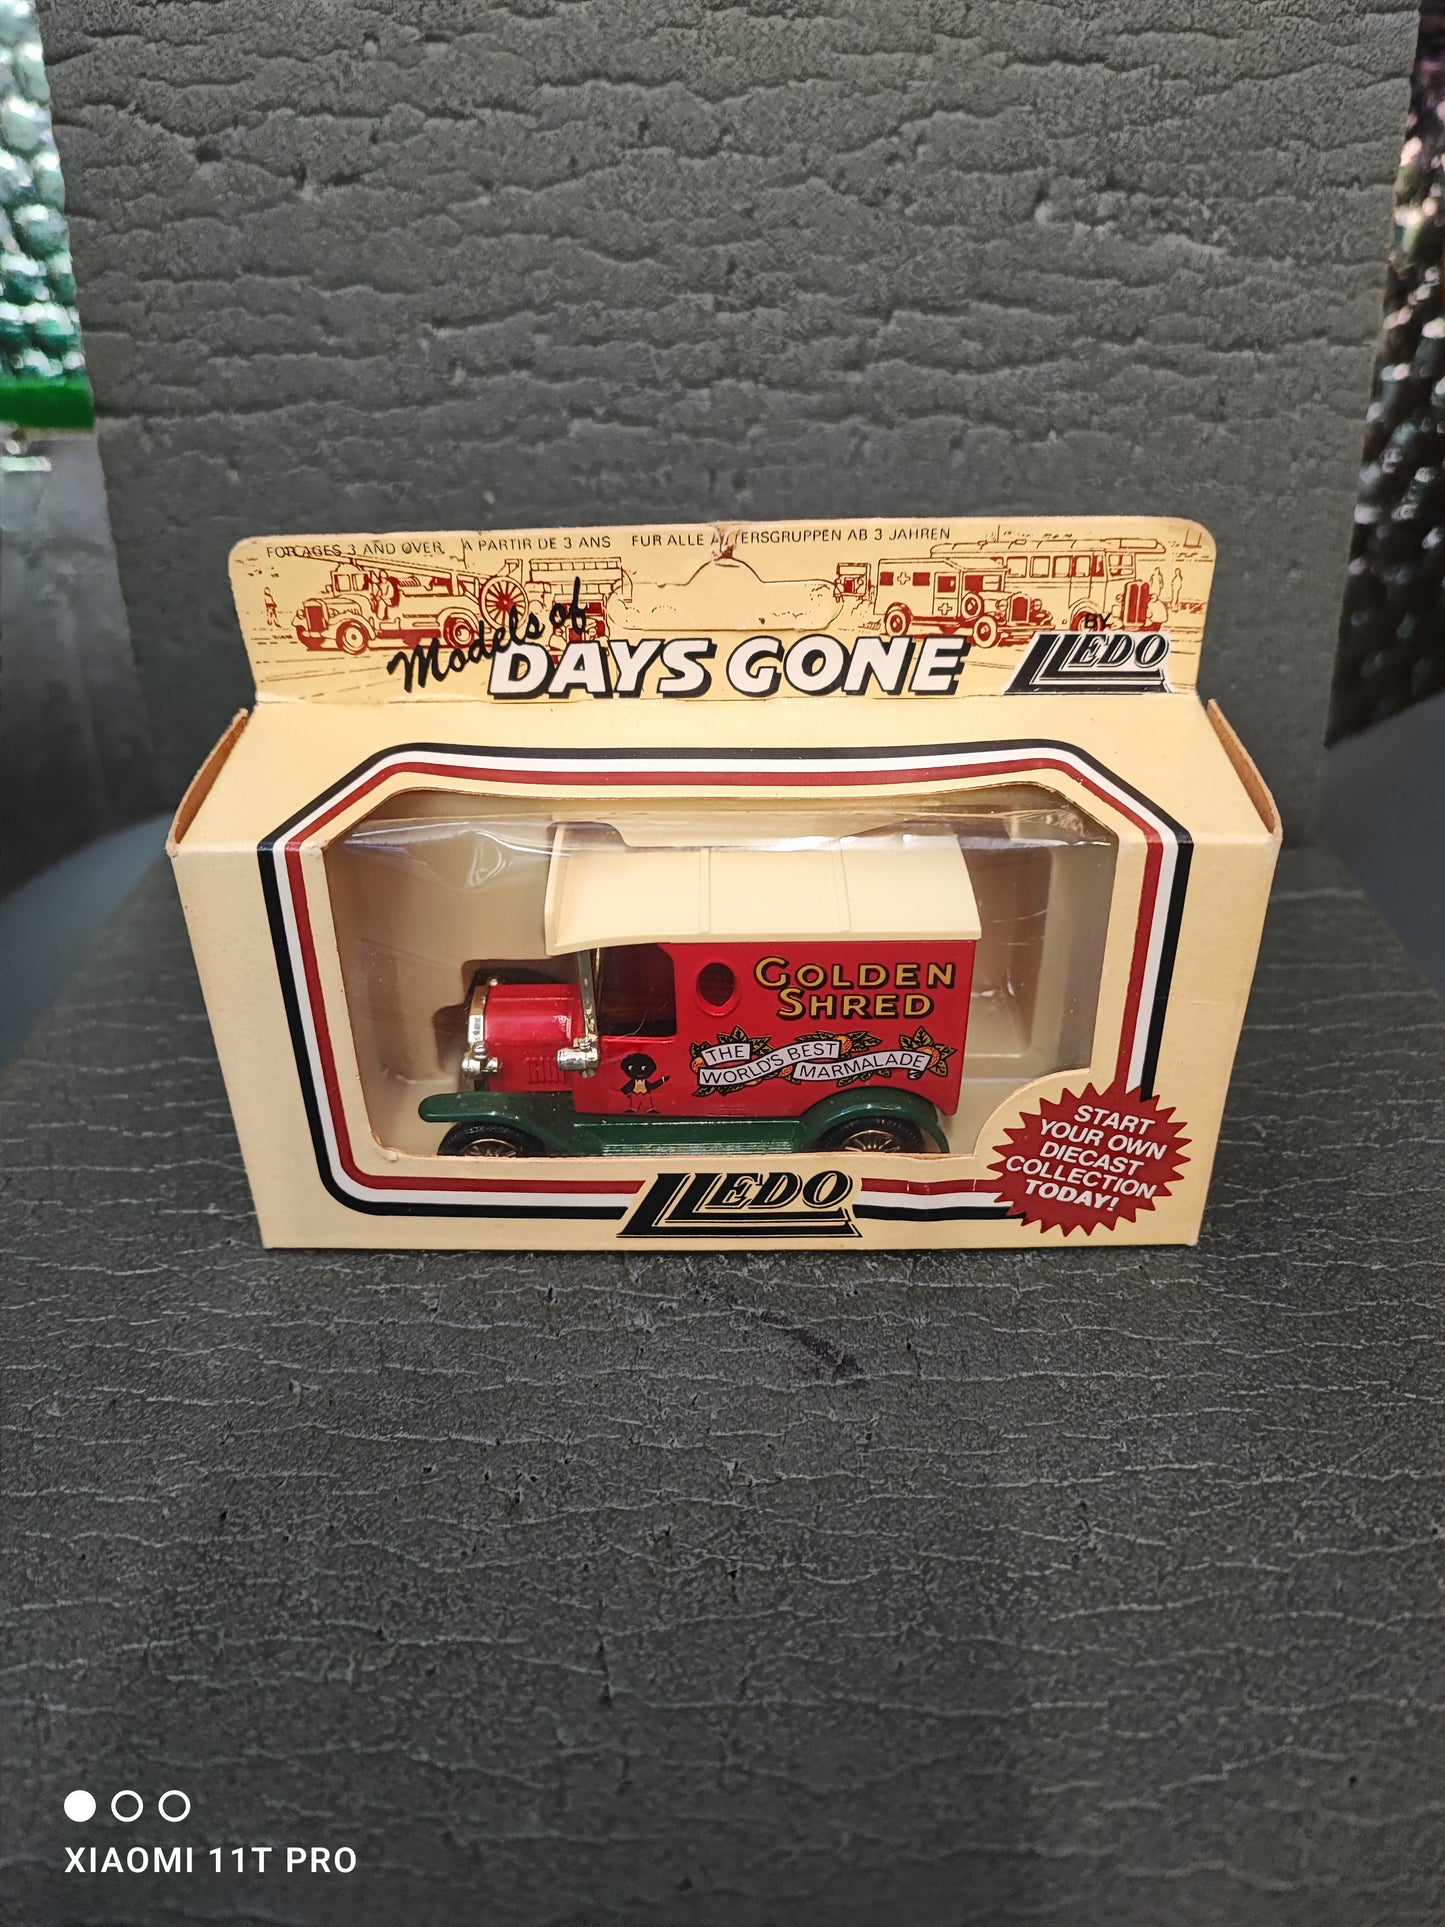 FOR AGES 3 AND OVER A PARTIR DE 3 ANS FUR ALLE ALTERSGRUPPEN AB 3 JAHREN
Models of
DAYS GONE
BY
LLEDO
GOLDEN
SHRED
THE
WORLD'S BEST
MARMALADE
START
YOUR OWN
DIECAST
COLLECTION
TODAY!
LLEDO
XIAOMI 11T PRO